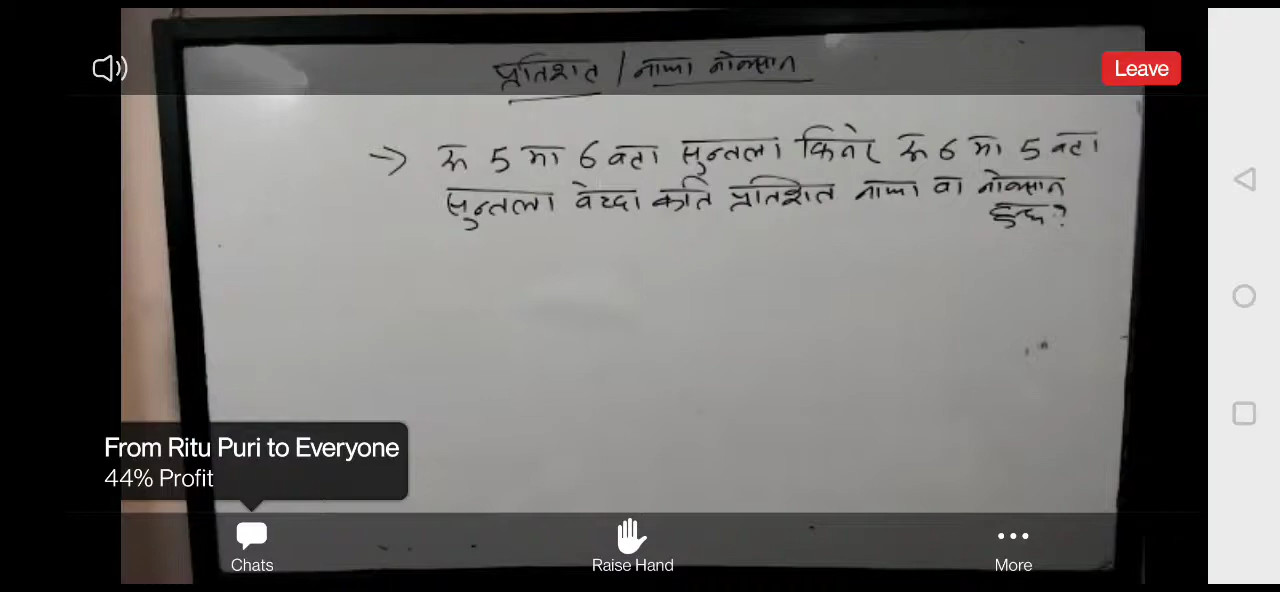 प्रतिशत / नाफा नोक्सान
Leave
→ रू 5 मा 6 वटा सुन्तला किनेर रू 6 मा 5 वटा
सुन्तला बेच्दा कति प्रतिशत नाफा वा नोक्सान
हुन्छ?
From Ritu Puri to Everyone
44% Profit
Chats
Raise Hand
More